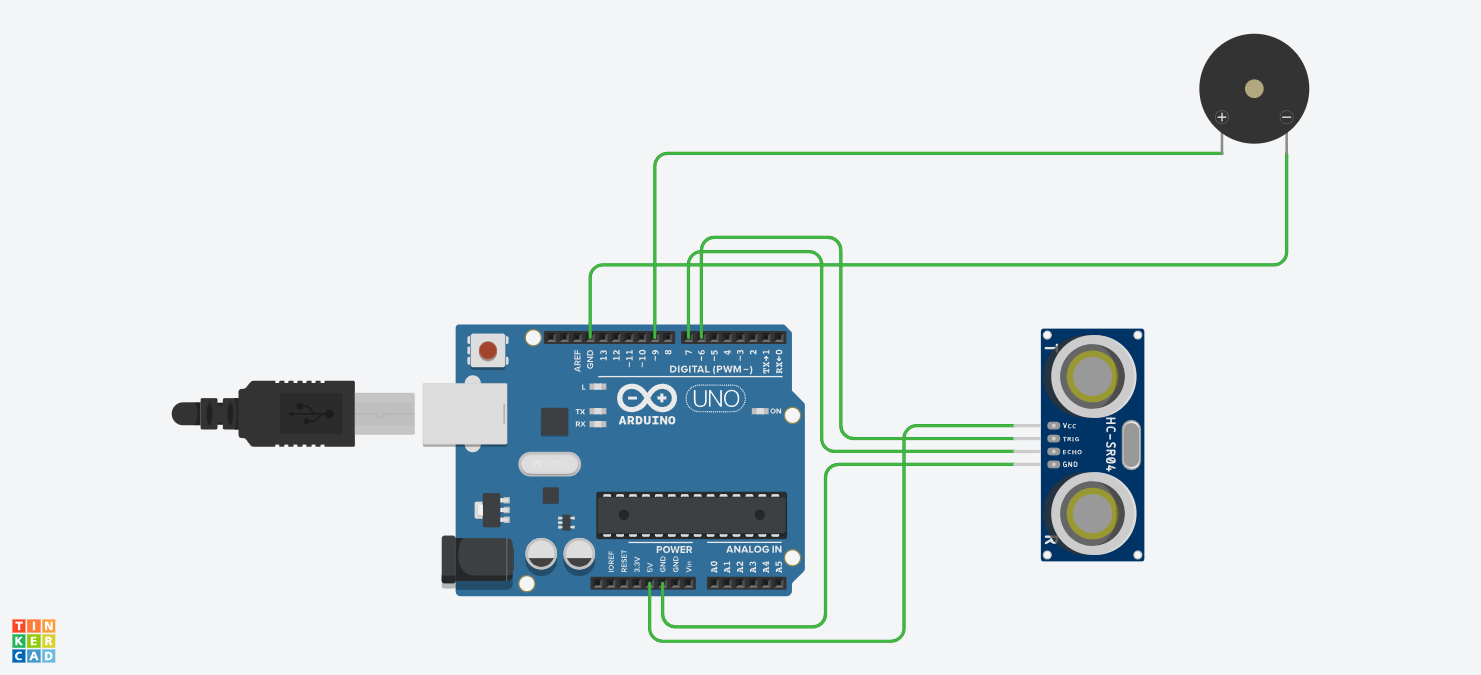 + −
AREF
GND
13
12
~11
~10
~9
8
7
~6
~5
4
~3
2
TX→1
RX←0
DIGITAL (PWM~)
L
TX
RX
ARDUINO
UNO
ON
T
HC-SR04
Vcc
TRIG
ECHO
GND
R
POWER
ANALOG IN
IOREF
RESET
3.3V
5V
GND
GND
Vin
A0
A1
A2
A3
A4
A5
TIN
KER
CAD